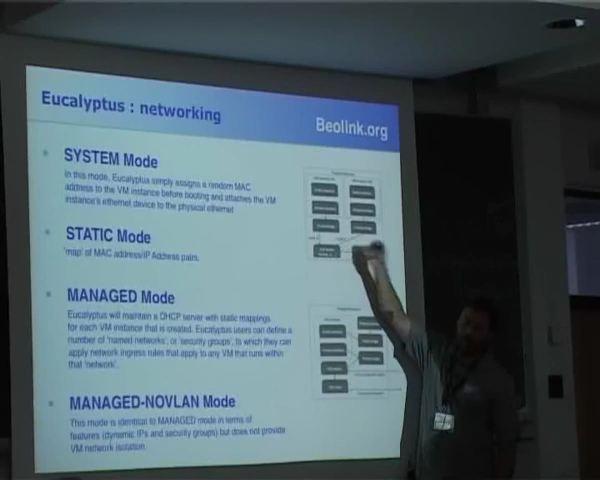 Eucalyptus : networking
Beolink.org
SYSTEM Mode
In this mode, Eucalyptus simply assigns a random MAC
address to the VM instance before booting and attaches the VM
instance's ethernet device to the physical ethernet
STATIC Mode
'map' of MAC address/IP Address pairs.
MANAGED Mode
Eucalyptus will maintain a DHCP server with static mappings
for each VM instance that is created. Eucalyptus users can define a
number of 'named networks', or 'security groups', to which they can
apply network ingress rules that apply to any VM that runs within
that 'network'.
MANAGED-NOVLAN Mode
This mode is identical to MANAGED mode in terms of
features (dynamic IPs and security groups) but does not provide
VM network isolation